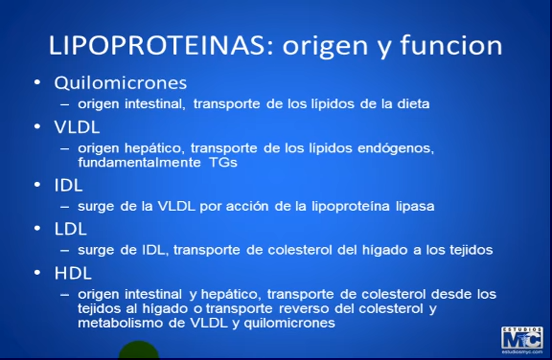 LIPOPROTEINAS: origen y funcion
• Quilomicrones
– origen intestinal, transporte de los lípidos de la dieta
• VLDL
– origen hepático, transporte de los lípidos endógenos,
fundamentalmente TGs
• IDL
– surge de la VLDL por acción de la lipoproteína lipasa
• LDL
– surge de IDL, transporte de colesterol del hígado a los tejidos
• HDL
– origen intestinal y hepático, transporte de colesterol desde los
tejidos al hígado o transporte reverso del colesterol y
metabolismo de VLDL y quilomicrones
ESTUDIOS
MyC
estudiosmyc.com